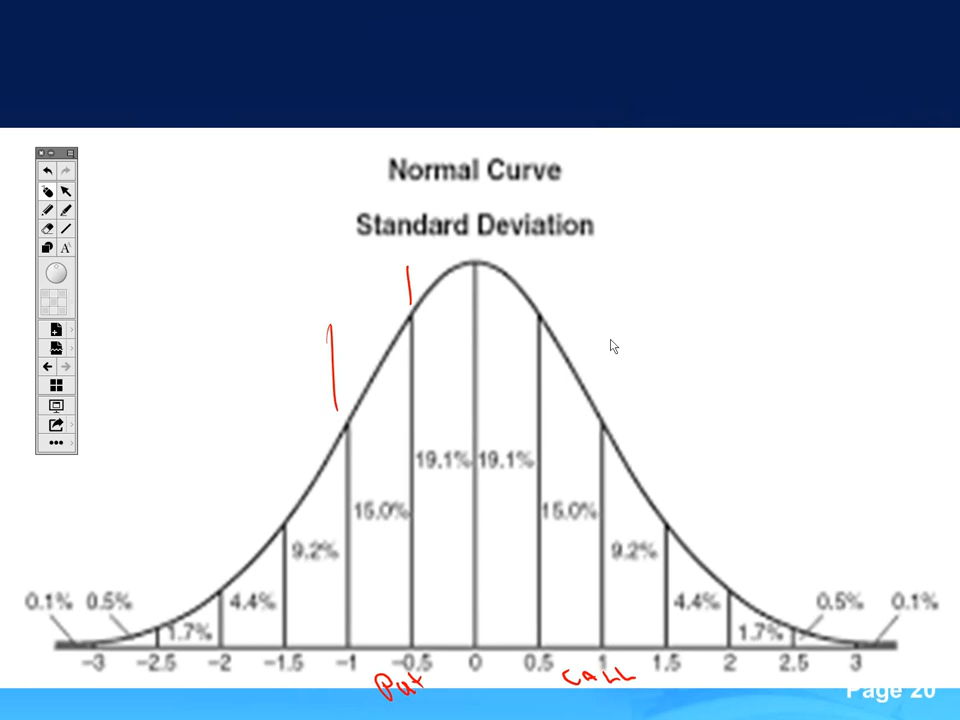 Normal Curve
Standard Deviation
19.1% 19.1%
15.0% 15.0%
9.2% 9.2%
0.1% 0.5% 4.4% 4.4% 0.5% 0.1%
1.7% 1.7%
−3 −2.5 −2 −1.5 −1 −0.5 0 0.5 1 1.5 2 2.5 3
Put CALL
Page 20